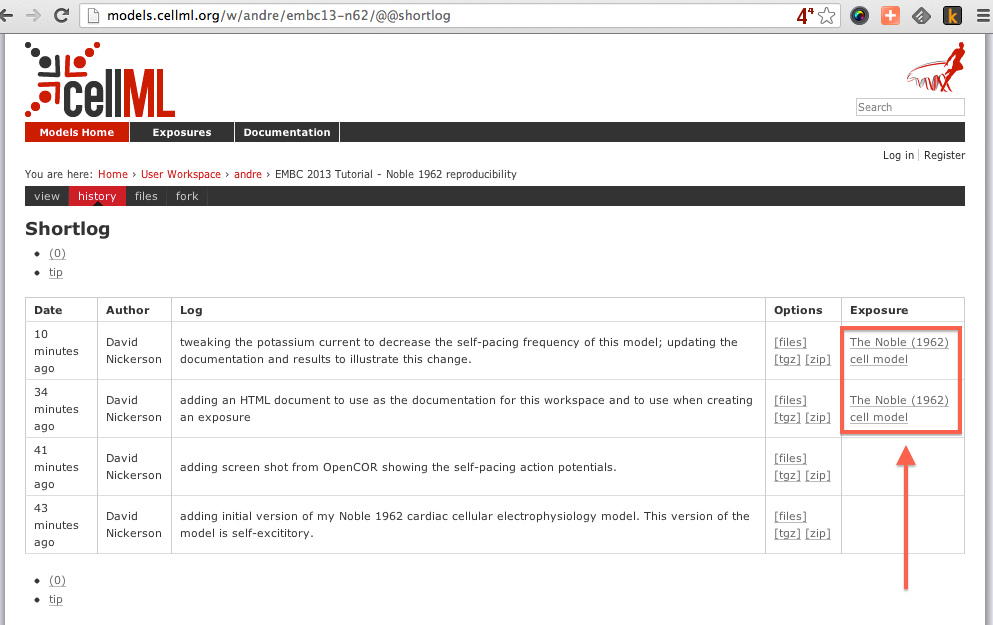 models.cellml.org/w/andre/embc13-n62/@@shortlog
4⁴
k
cellML
Search
Models Home Exposures Documentation
Log in Register
You are here: Home › User Workspace › andre › EMBC 2013 Tutorial - Noble 1962 reproducibility
view history files fork
Shortlog
(0)
tip
Date Author Log Options Exposure
10
minutes
ago
David
Nickerson
tweaking the potassium current to decrease the self-pacing frequency of this model; updating the
documentation and results to illustrate this change.
[files]
[tgz] [zip]
The Noble (1962)
cell model
34
minutes
ago
David
Nickerson
adding an HTML document to use as the documentation for this workspace and to use when creating
an exposure
[files]
[tgz] [zip]
The Noble (1962)
cell model
41
minutes
ago
David
Nickerson
adding screen shot from OpenCOR showing the self-pacing action potentials.
[files]
[tgz] [zip]
43
minutes
ago
David
Nickerson
adding initial version of my Noble 1962 cardiac cellular electrophysiology model. This version of the
model is self-excititory.
[files]
[tgz] [zip]
(0)
tip